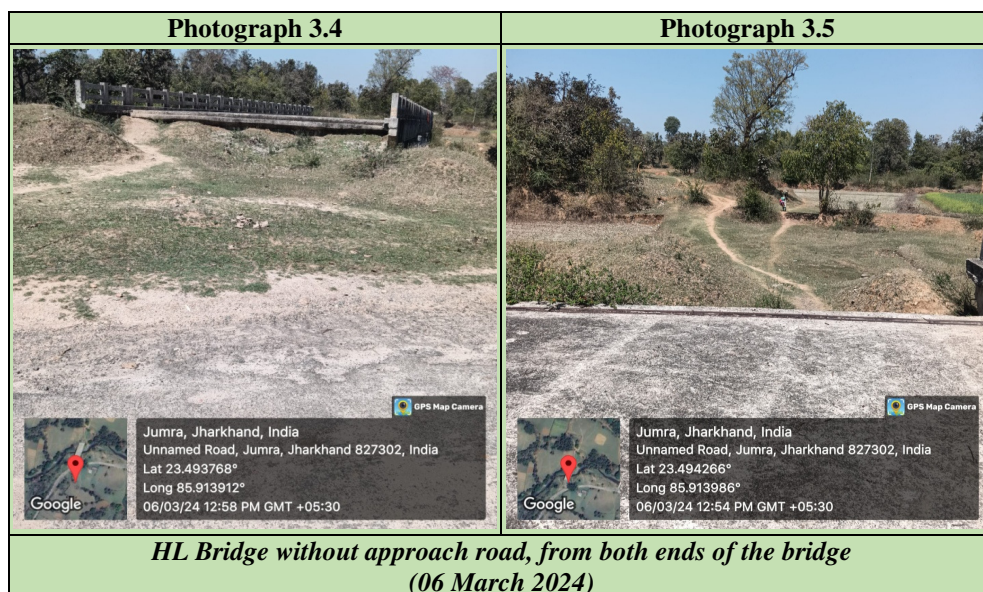 Photograph 3.4
Photograph 3.5
GPS Map Camera
Jumra, Jharkhand, India
Unnamed Road, Jumra, Jharkhand 827302, India
Lat 23.493768°
Long 85.913912°
06/03/24 12:58 PM GMT +05:30
Google
GPS Map Camera
Jumra, Jharkhand, India
Unnamed Road, Jumra, Jharkhand 827302, India
Lat 23.494266°
Long 85.913986°
06/03/24 12:54 PM GMT +05:30
Google
HL Bridge without approach road, from both ends of the bridge
(06 March 2024)